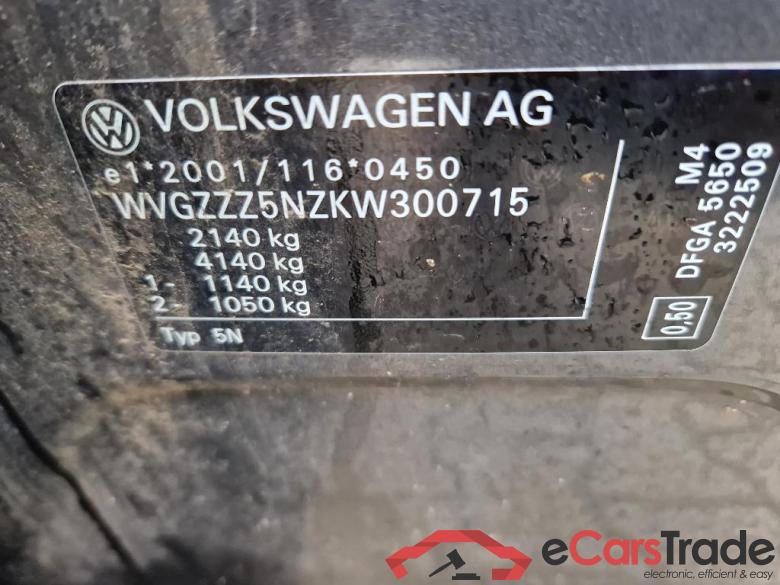 VOLKSWAGEN AG
e1*2001/116*0450
WVGZZZ5NZKW300715
2140 kg
4140 kg
1- 1140 kg
2- 1050 kg
Typ 5N
M4
DFGA 5650
3222509
0,50
eCarsTrade
electronic, efficient & easy